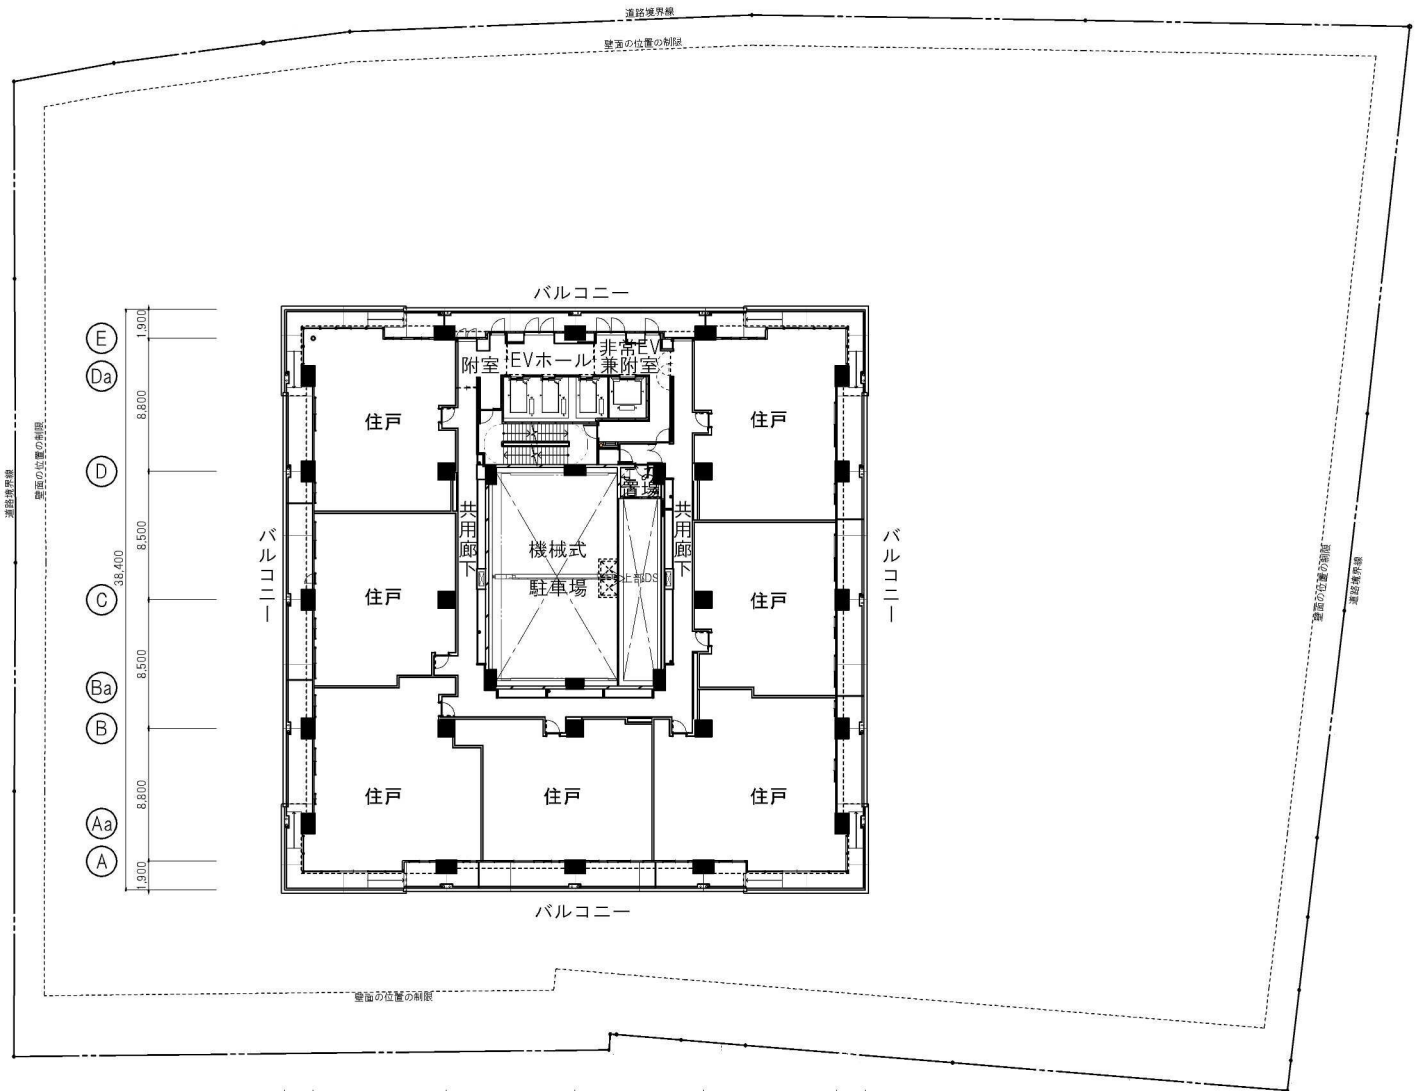 道路境界線
壁面の位置の制限
バルコニー
E
1,900
附室
EVホール
非常EV
兼附室
Da
8,800
住戸
住戸
道路境界線
壁面の位置の制限
D
置場
バルコニー
8,500
38,400
共用廊下
機械式
駐車場
上部DS
共用廊下
バルコニー
壁面の位置の制限
道路境界線
C
住戸
住戸
8,500
Ba
B
8,800
住戸
住戸
住戸
Aa
A
1,900
バルコニー
壁面の位置の制限